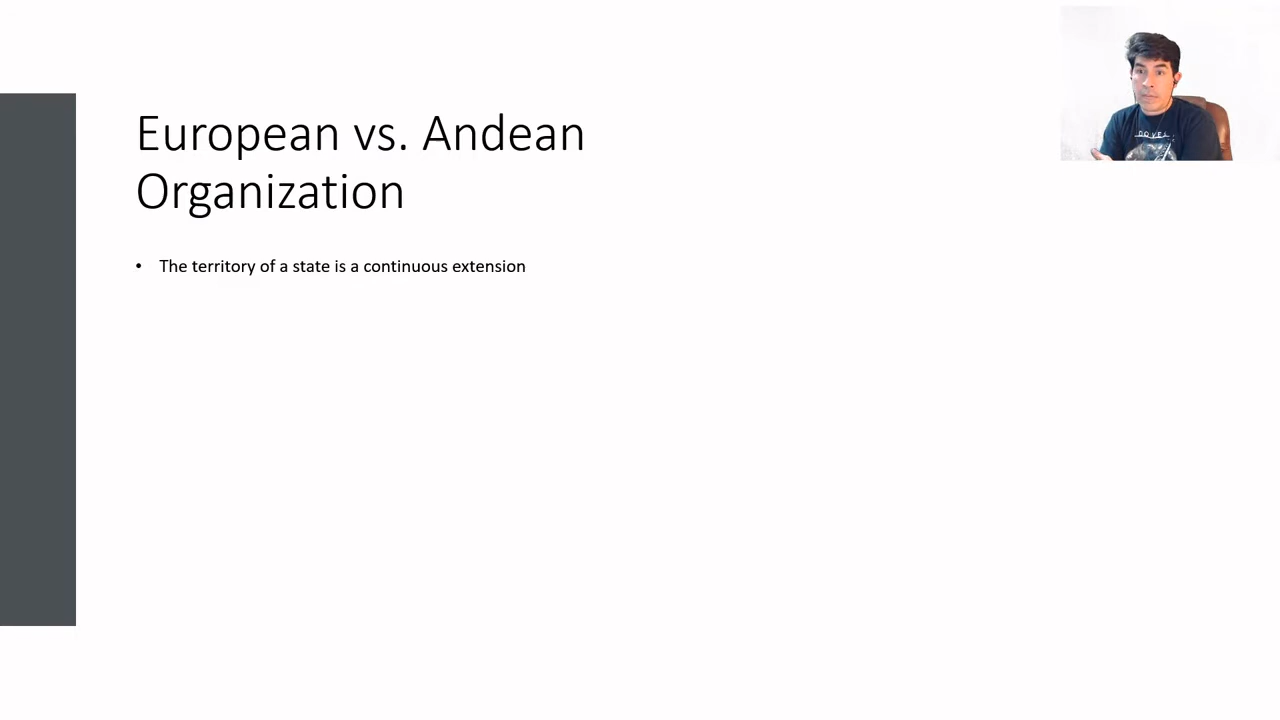 European vs. Andean
Organization
• The territory of a state is a continuous extension